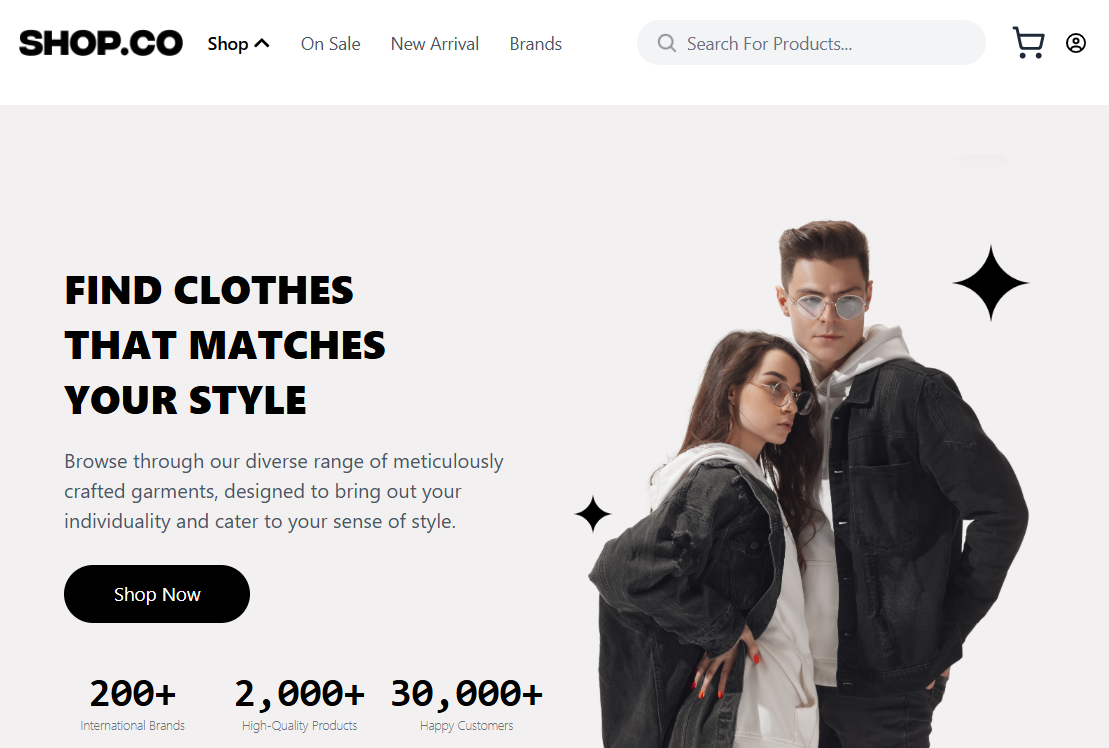 SHOP.CO
Shop
On Sale
New Arrival
Brands
Search For Products...
FIND CLOTHES
THAT MATCHES
YOUR STYLE
Browse through our diverse range of meticulously
crafted garments, designed to bring out your
individuality and cater to your sense of style.
Shop Now
200+
International Brands
2,000+
High-Quality Products
30,000+
Happy Customers